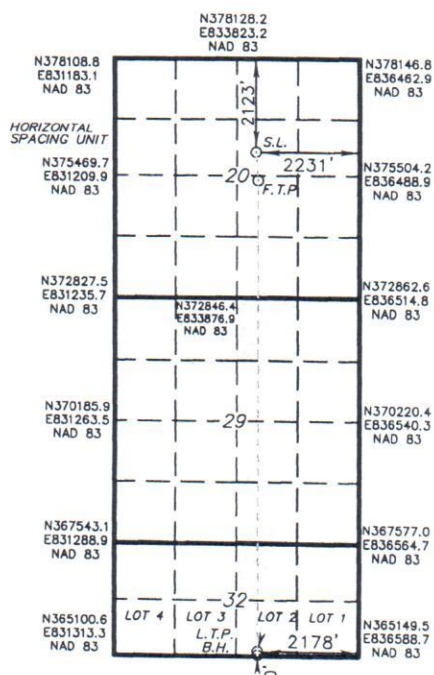 N378128.2
E833823.2
NAD 83
N378108.8
E831183.1
NAD 83
N378146.8
E836462.9
NAD 83
2123'
HORIZONTAL
SPACING UNIT
S.L.
2231'
N375469.7
E831209.9
NAD 83
20
F.T.P
N375504.2
E836488.9
NAD 83
N372827.5
E831235.7
NAD 83
N372846.4
E833876.9
NAD 83
N372862.6
E836514.8
NAD 83
N370185.9
E831263.5
NAD 83
29
N370220.4
E836540.3
NAD 83
N367543.1
E831288.9
NAD 83
N367577.0
E836564.7
NAD 83
32
LOT 4
LOT 3
LOT 2
LOT 1
N365100.6
E831313.3
NAD 83
L.T.P.
B.H.
2178'
N365149.5
E836588.7
NAD 83